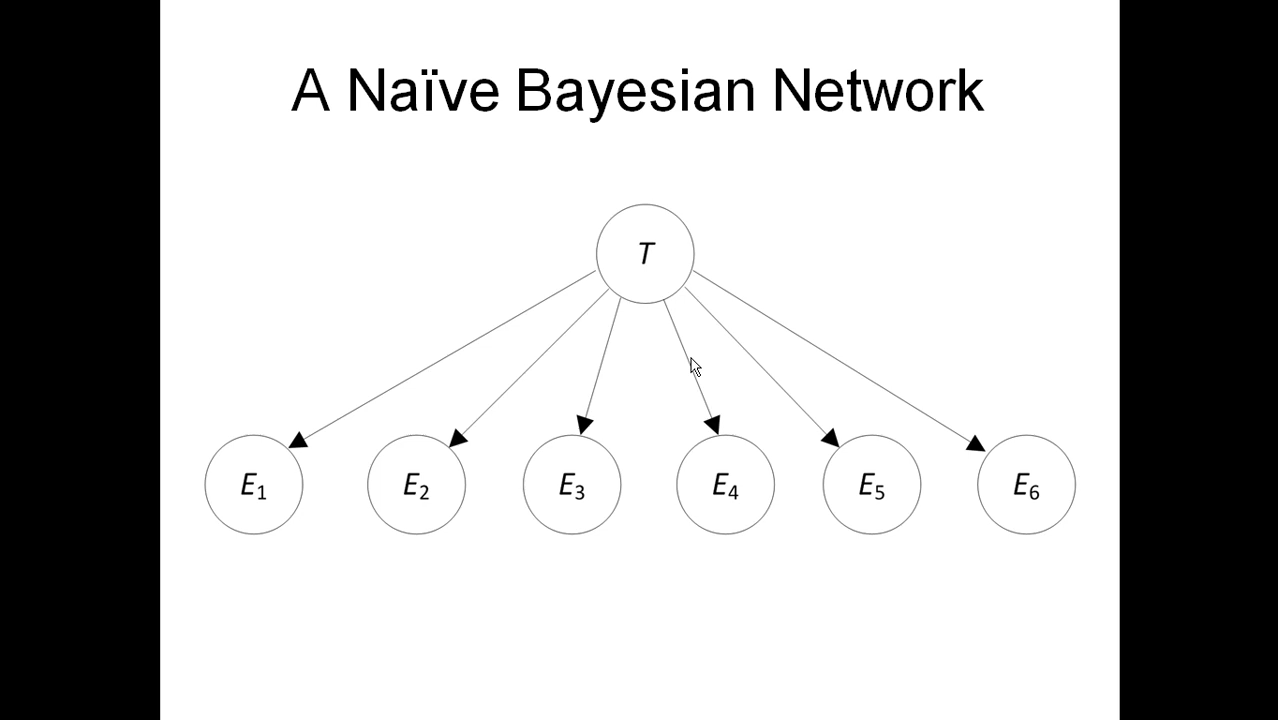 A Naïve Bayesian Network
T
E₁ E₂ E₃ E₄ E₅ E₆